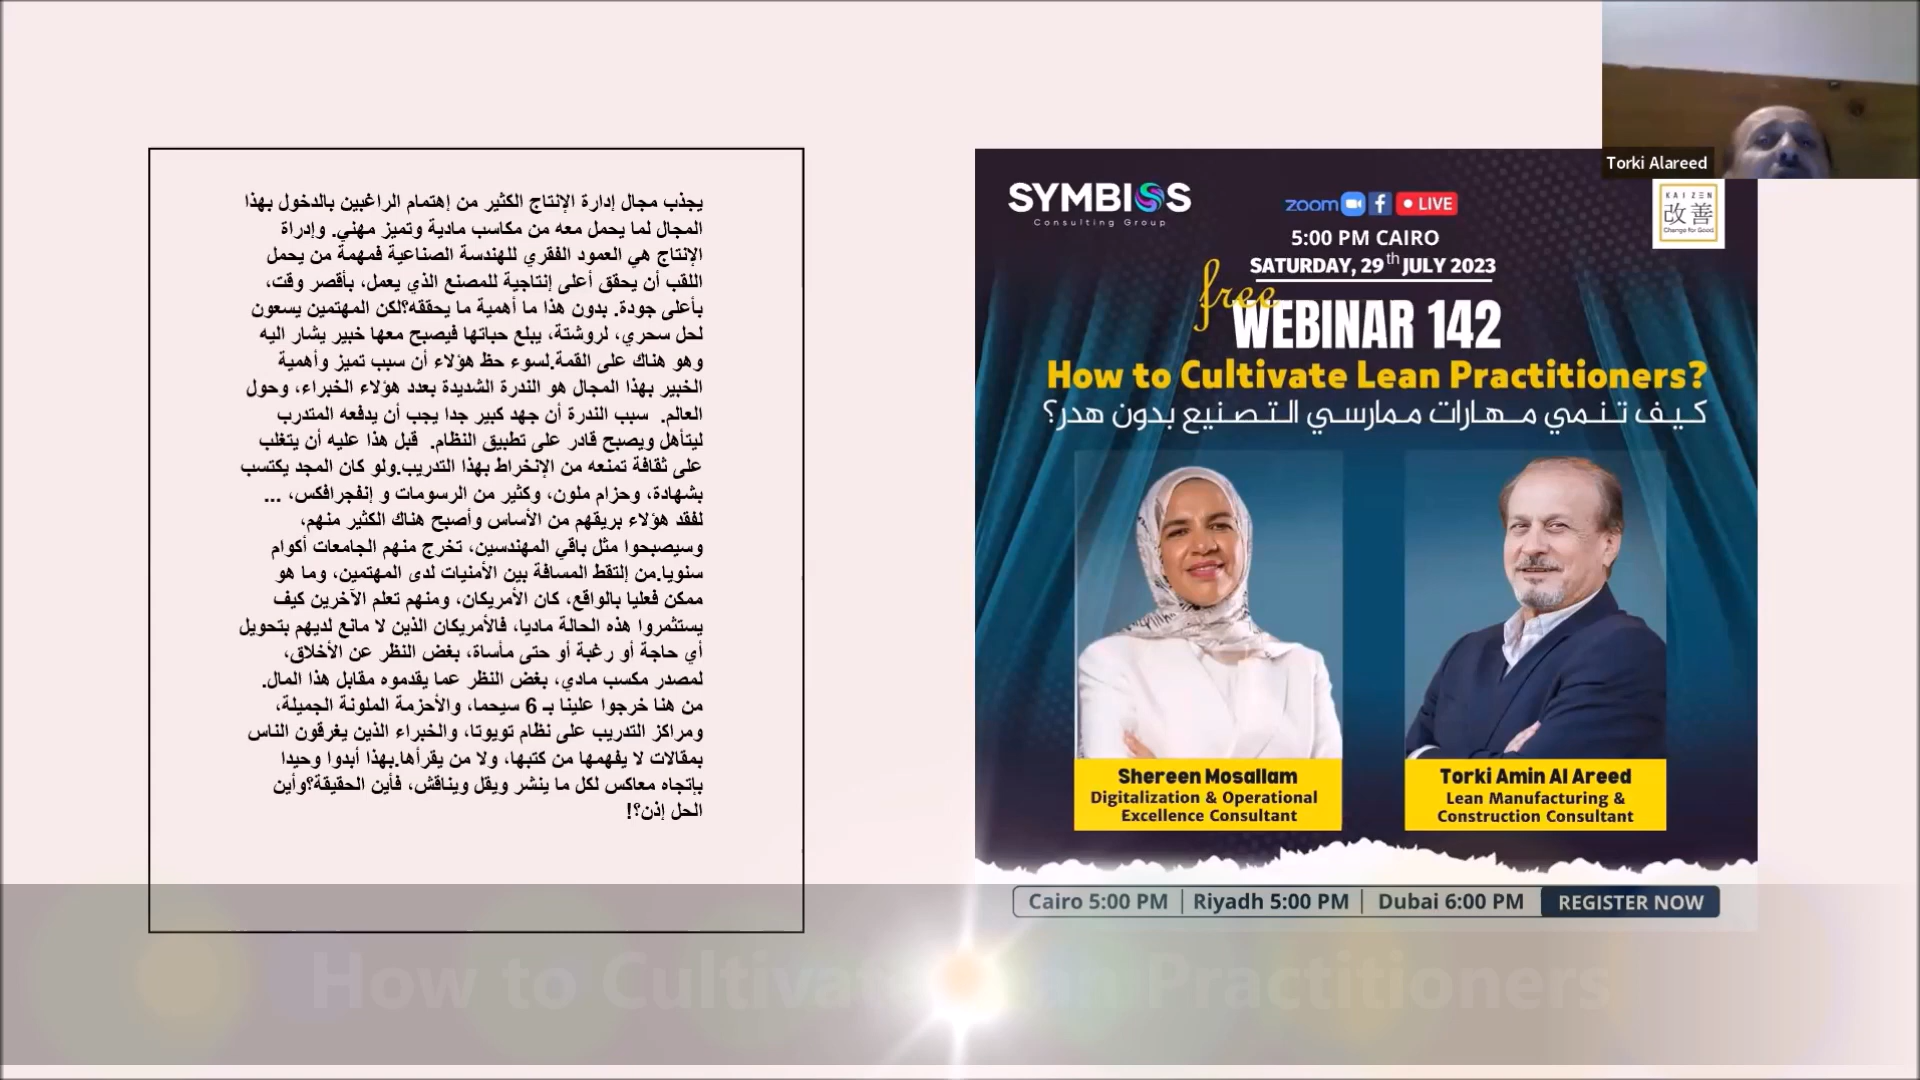 يجذب مجال إدارة الإنتاج الكثير من إهتمام الراغبين بالدخول بهذا
المجال لما يحمل معه من مكاسب مادية وتميز مهني. وإدراة
الإنتاج هي العمود الفقري للهندسة الصناعية فمهمة من يحمل
اللقب أن يحقق أعلى إنتاجية للمصنع الذي يعمل، بأقصر وقت،
بأعلى جودة. بدون هذا ما أهمية ما يحققه؟لكن المهتمين يسعون
لحل سحري، لروشتة، يبلع حباتها فيصبح معها خبير يشار اليه
وهو هناك على القمة.لسوء حظ هؤلاء أن سبب تميز وأهمية
الخبير بهذا المجال هو الندرة الشديدة بعدد هؤلاء الخبراء، وحول
العالم. سبب الندرة أن جهد كبير جدا يجب أن يدفعه المتدرب
ليتأهل ويصبح قادر على تطبيق النظام. قبل هذا عليه أن يتغلب
على ثقافة تمنعه من الإنخراط بهذا التدريب.ولو كان المجد يكتسب
بشهادة، وحزام ملون، وكثير من الرسومات و إنفجرافكس، ...
لفقد هؤلاء بريقهم من الأساس وأصبح هناك الكثير منهم،
وسيصبحوا مثل باقي المهندسين، تخرج منهم الجامعات أكوام
سنويا.من إلتقط المسافة بين الأمنيات لدى المهتمين، وما هو
ممكن فعليا بالواقع، كان الأمريكان، ومنهم تعلم الآخرين كيف
يستثمروا هذه الحالة ماديا، فالأمريكان الذين لا مانع لديهم بتحويل
أي حاجة أو رغبة أو حتى مأساة، بغض النظر عن الأخلاق،
لمصدر مكسب مادي، بغض النظر عما يقدموه مقابل هذا المال.
من هنا خرجوا علينا بـ 6 سيجما، والأحزمة الملونة الجميلة،
ومراكز التدريب على نظام تويوتا، والخبراء الذين يغرقون الناس
بمقالات لا يفهمها من كتبها، ولا من يقرأها.بهذا أبدوا وحيدا
بإتجاه معاكس لكل ما ينشر ويقل ويناقش، فأين الحقيقة؟وأين
الحل إذن؟!
Torki Alareed
SYMBIOS
Consulting Group
zoom f LIVE
KAIZEN
改善
Change for Good
5:00 PM CAIRO
SATURDAY, 29th JULY 2023
free
WEBINAR 142
How to Cultivate Lean Practitioners?
كيف تنمي مهارات ممارسي التصنيع بدون هدر؟
Shereen Mosallam
Digitalization & Operational
Excellence Consultant
Torki Amin Al Areed
Lean Manufacturing &
Construction Consultant
Cairo 5:00 PM | Riyadh 5:00 PM | Dubai 6:00 PM REGISTER NOW
How to Cultivate Lean Practitioners